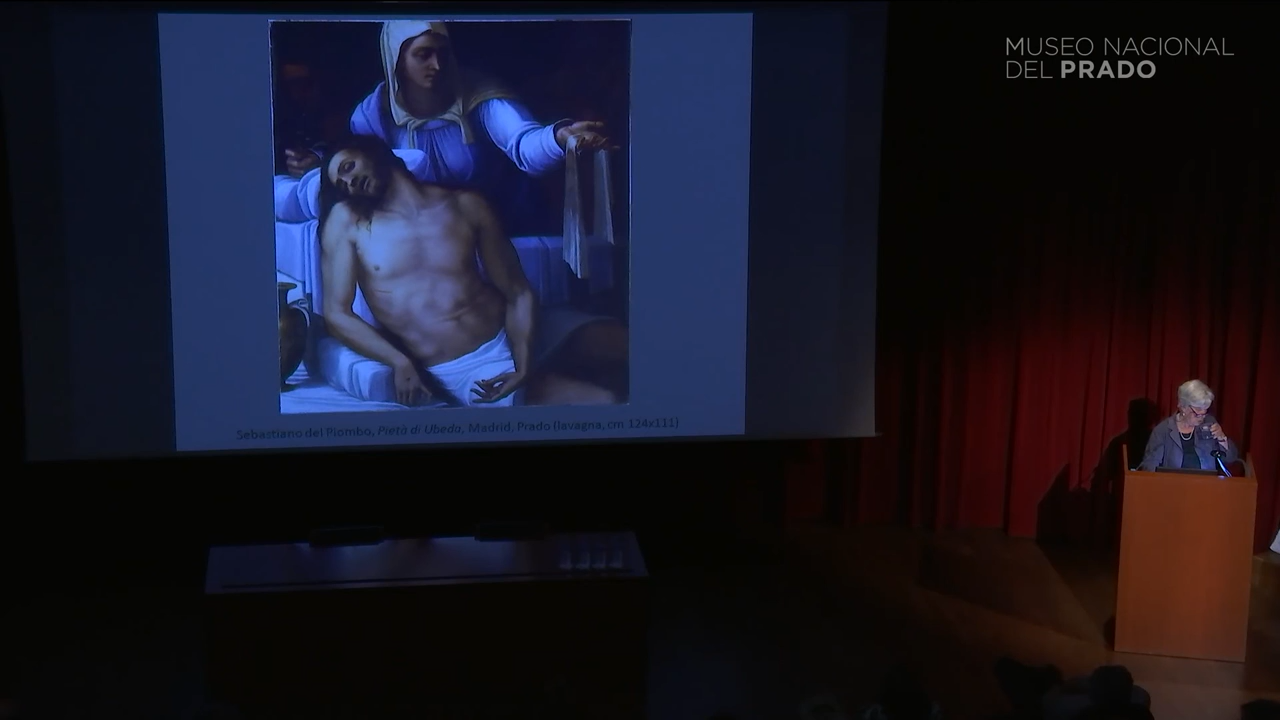 MUSEO NACIONAL
DEL PRADO
Sebastiano del Piombo, Pietà di Ubeda, Madrid, Prado (lavagna, cm 124x111)